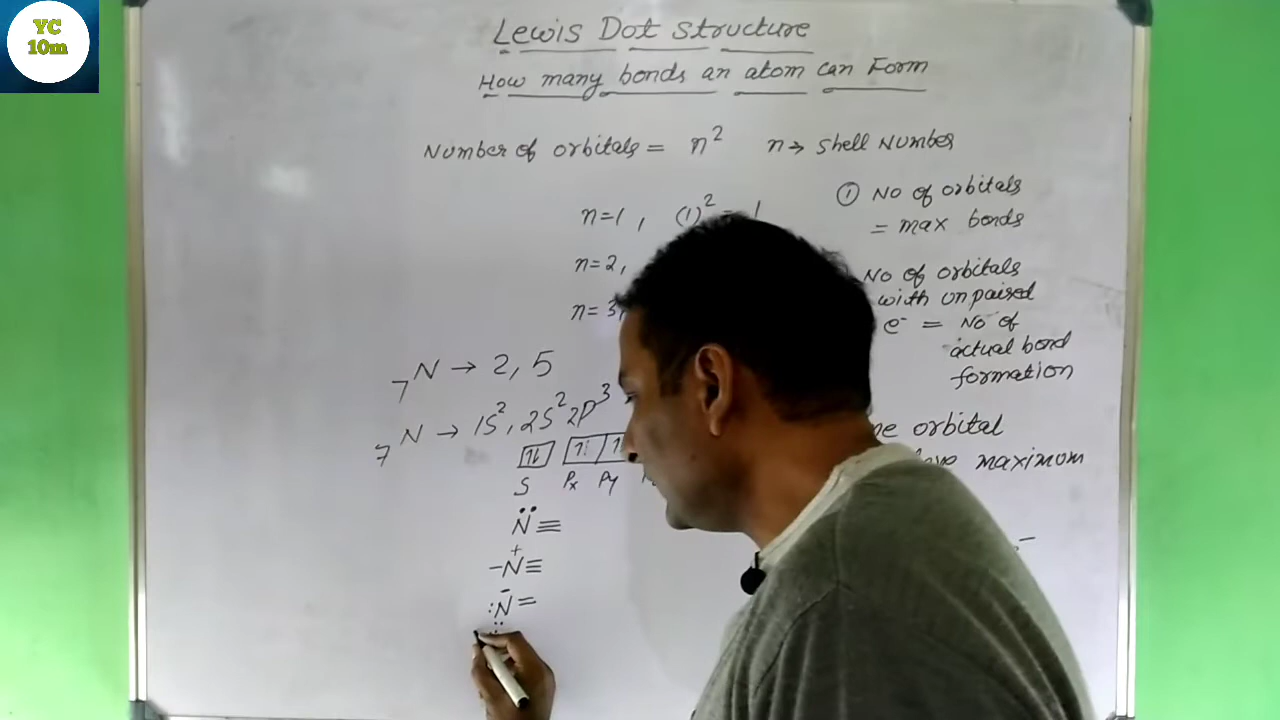 YC
10m
Lewis Dot structure
How many bonds an atom can Form
Number of orbitals = n² n → shell Number
n=1, (1)² = 1
n=2,
n=3,
① No of orbitals
= max bonds
No of orbitals
with unpaired
e⁻ = No of
actual bond
formation
orbital
maximum
₇N → 2, 5
₇N → 1S², 2S² 2P³
S Px Py
N̈≡
-N⁺≡
:N̄=